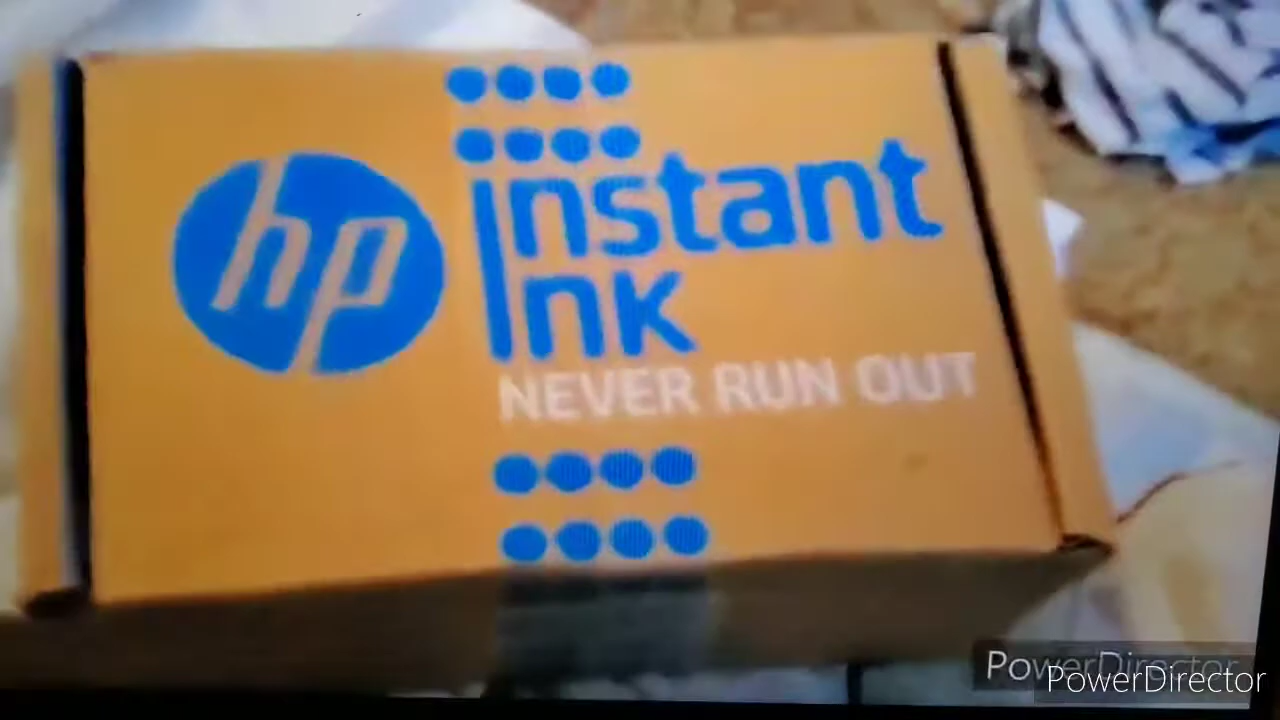 hp
instant
Ink
NEVER RUN OUT
PowerDirector
PowerDirector